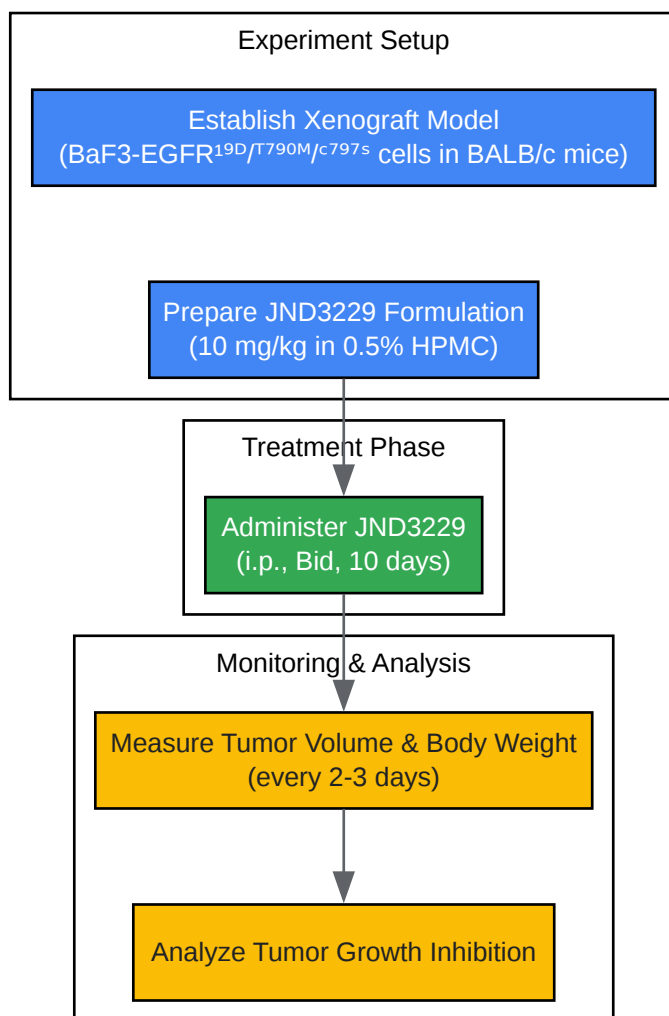 Experiment Setup
Establish Xenograft Model
(BaF3-EGFR¹⁹ᴰ/ᵀ⁷⁹⁰ᴹ/ᶜ⁷⁹⁷ˢ cells in BALB/c mice)
Prepare JND3229 Formulation
(10 mg/kg in 0.5% HPMC)
Treatment Phase
Administer JND3229
(i.p., Bid, 10 days)
Monitoring & Analysis
Measure Tumor Volume & Body Weight
(every 2-3 days)
Analyze Tumor Growth Inhibition